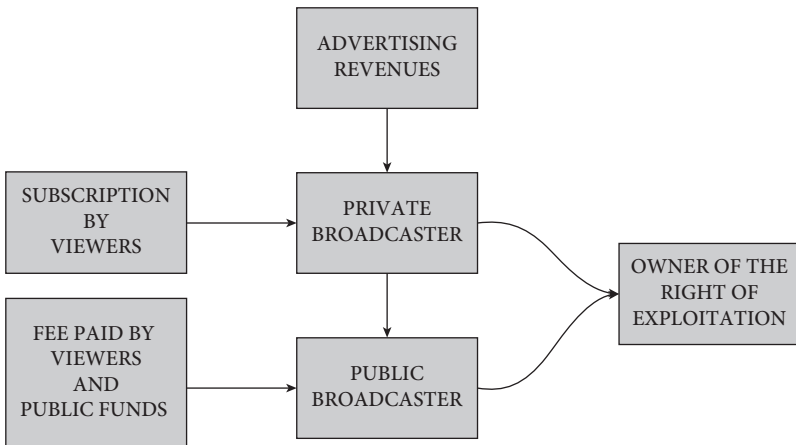 ADVERTISING
REVENUES
SUBSCRIPTION
BY
VIEWERS
PRIVATE
BROADCASTER
OWNER OF THE
RIGHT OF
EXPLOITATION
FEE PAID BY
VIEWERS
AND
PUBLIC FUNDS
PUBLIC
BROADCASTER